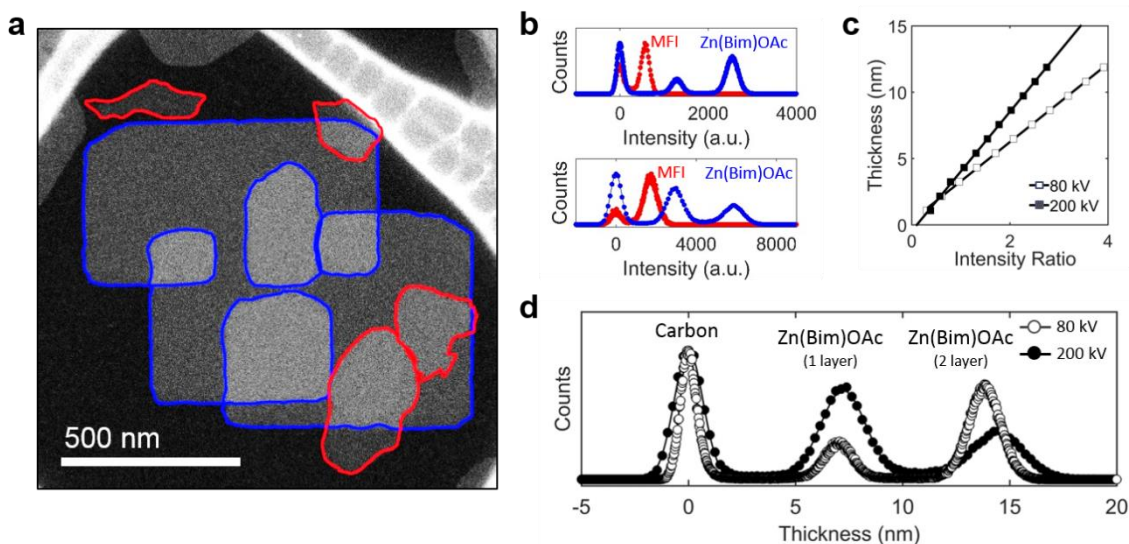 a
500 nm
b
Counts
MFI
Zn(Bim)OAc
0 2000 4000
Intensity (a.u.)
Counts
MFI
Zn(Bim)OAc
0 4000 8000
Intensity (a.u.)
c
Thickness (nm)
15
10
5
0
80 kV
200 kV
0 2 4
Intensity Ratio
d
Counts
Carbon
Zn(Bim)OAc
(1 layer)
Zn(Bim)OAc
(2 layer)
80 kV
200 kV
-5 0 5 10 15 20
Thickness (nm)